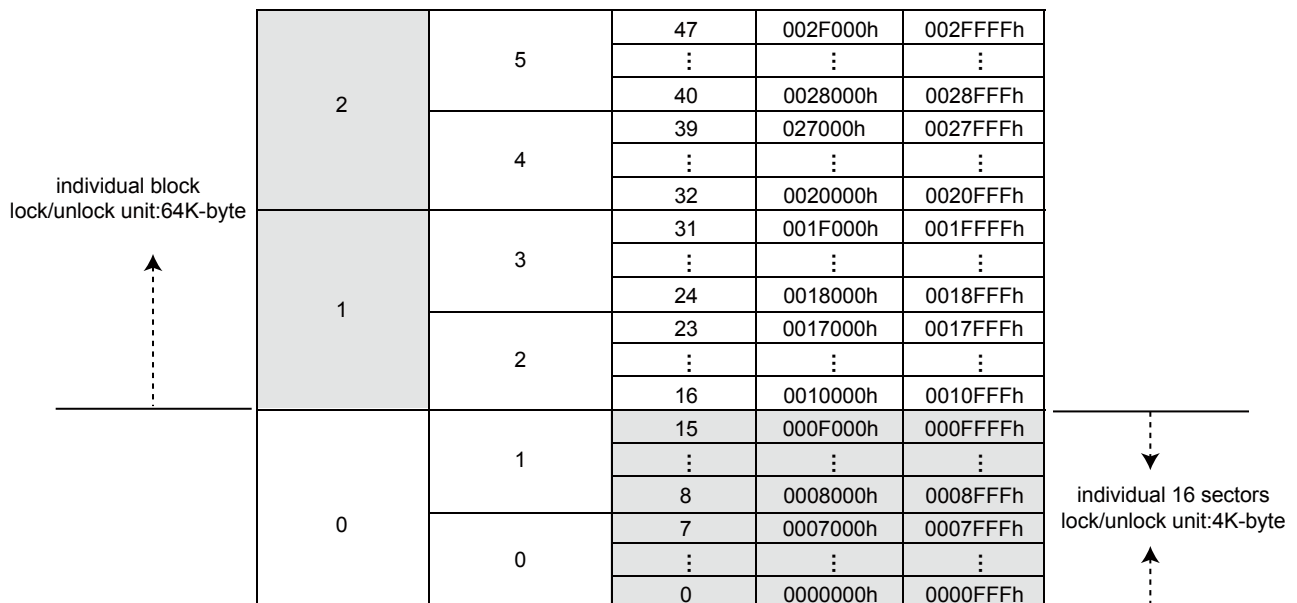 2
5
47 002F000h 002FFFFh
⋮ ⋮ ⋮
40 0028000h 0028FFFh
4
39 027000h 0027FFFh
⋮ ⋮ ⋮
32 0020000h 0020FFFh
individual block
lock/unlock unit:64K-byte
1
3
31 001F000h 001FFFFh
⋮ ⋮ ⋮
24 0018000h 0018FFFh
2
23 0017000h 0017FFFh
⋮ ⋮ ⋮
16 0010000h 0010FFFh
0
1
15 000F000h 000FFFFh
⋮ ⋮ ⋮
8 0008000h 0008FFFh
0
7 0007000h 0007FFFh
⋮ ⋮ ⋮
0 0000000h 0000FFFh
individual 16 sectors
lock/unlock unit:4K-byte